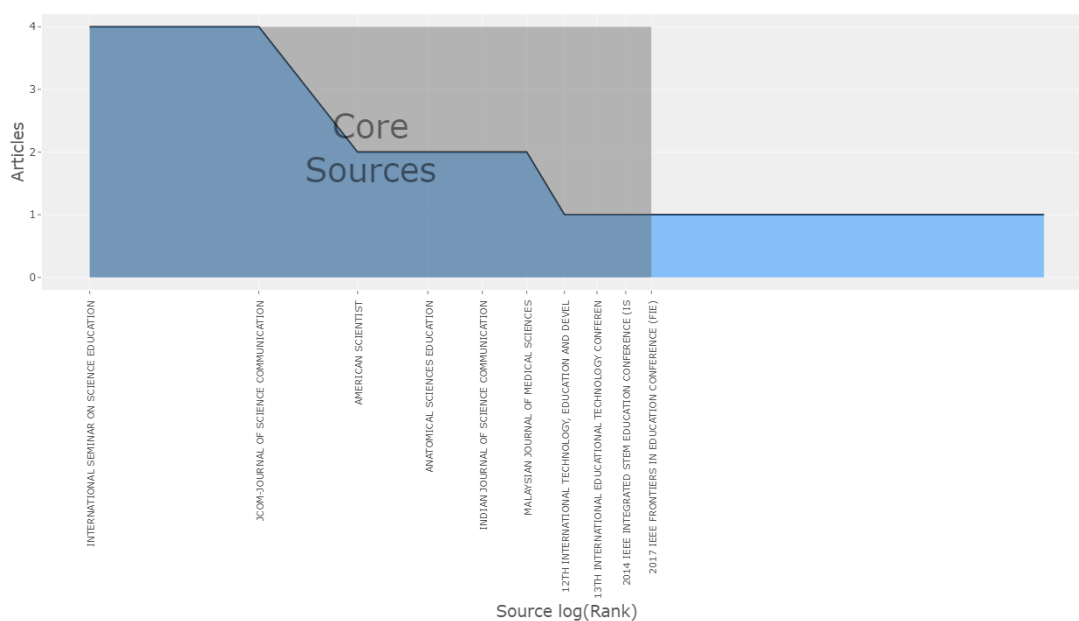 4
3
2
1
0
Articles
Core
Sources
INTERNATIONAL SEMINAR ON SCIENCE EDUCATION
JCOM-JOURNAL OF SCIENCE COMMUNICATION
AMERICAN SCIENTIST
ANATOMICAL SCIENCES EDUCATION
INDIAN JOURNAL OF SCIENCE COMMUNICATION
MALAYSIAN JOURNAL OF MEDICAL SCIENCES
12TH INTERNATIONAL TECHNOLOGY, EDUCATION AND DEVEL
13TH INTERNATIONAL EDUCATIONAL TECHNOLOGY CONFEREN
2014 IEEE INTEGRATED STEM EDUCATION CONFERENCE (IS
2017 IEEE FRONTIERS IN EDUCATION CONFERENCE (FIE)
Source log(Rank)